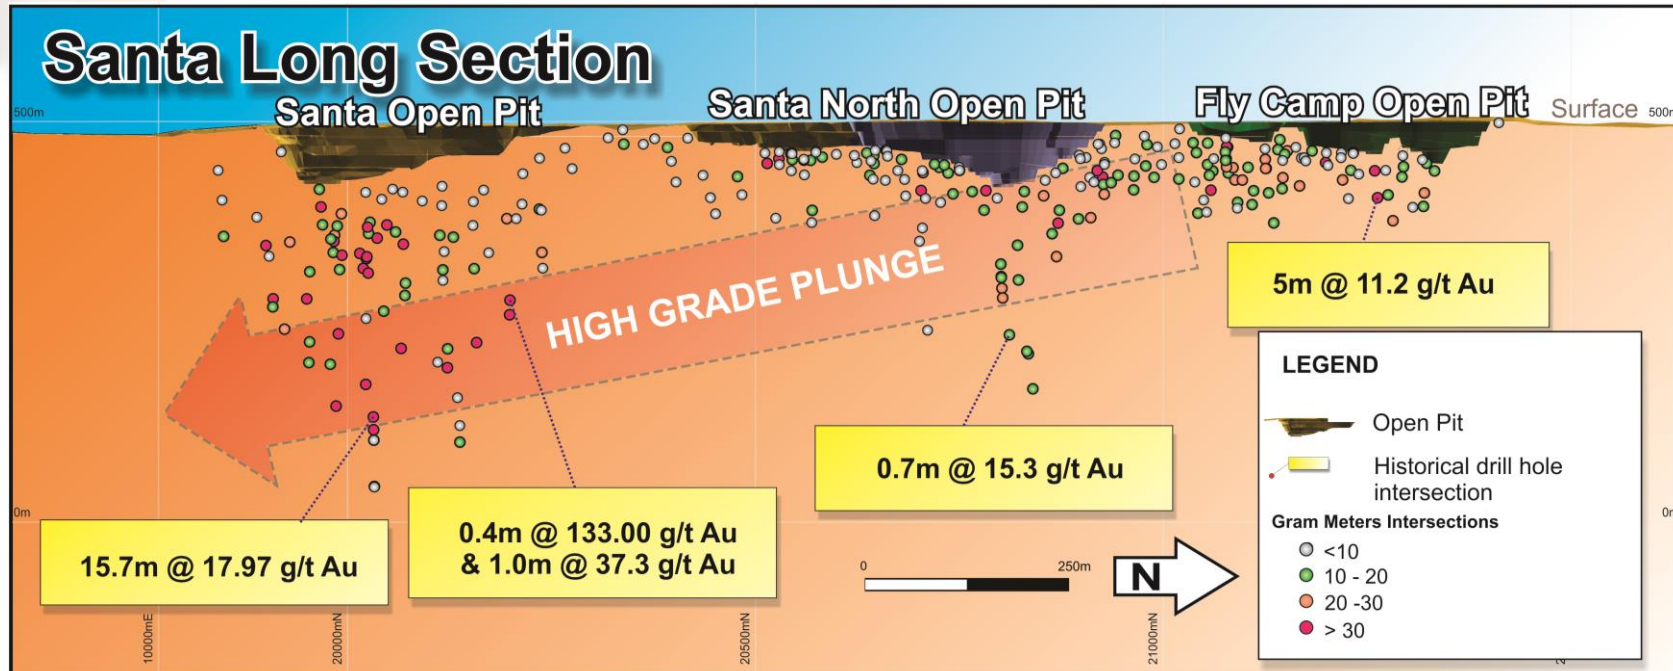 Santa Long Section
Santa Open Pit
Santa North Open Pit
Fly Camp Open Pit
Surface
500m
HIGH GRADE PLUNGE
5m @ 11.2 g/t Au
0.7m @ 15.3 g/t Au
0.4m @ 133.00 g/t Au
& 1.0m @ 37.3 g/t Au
15.7m @ 17.97 g/t Au
LEGEND
Open Pit
Historical drill hole
intersection
Gram Meters Intersections
<10
10 - 20
20 -30
> 30
0m
0
250m
N
10000mE
20000mN
20500mN
21000mN